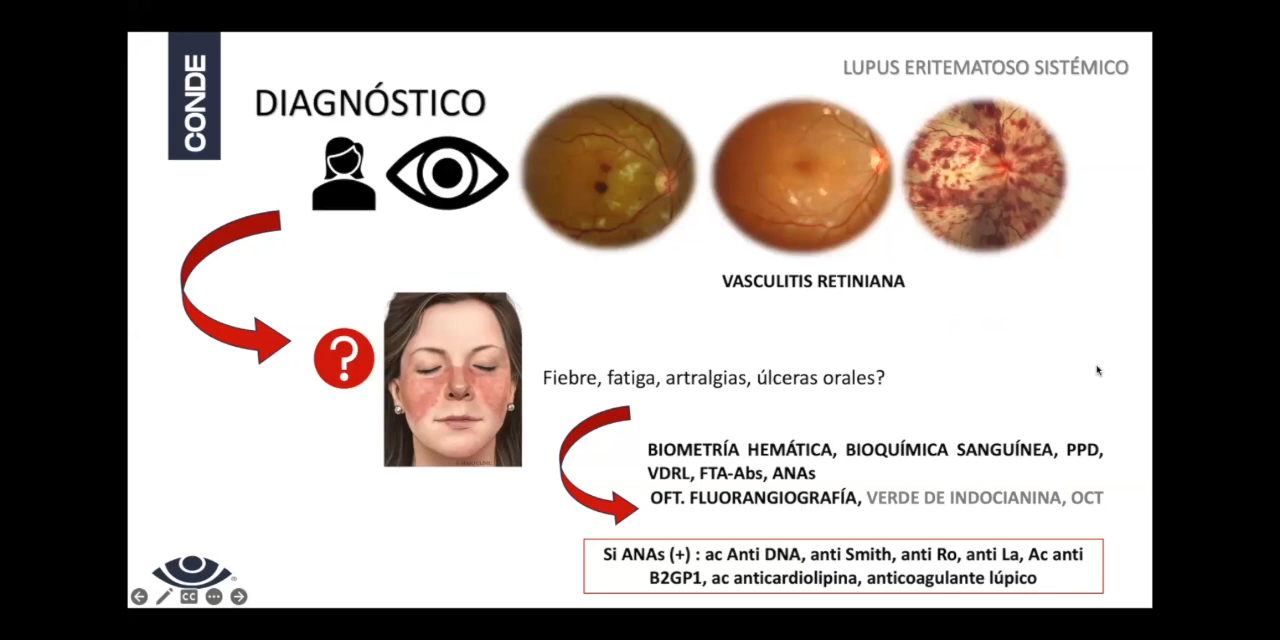 CONDE
LUPUS ERITEMATOSO SISTÉMICO
DIAGNÓSTICO
VASCULITIS RETINIANA
?
Fiebre, fatiga, artralgias, úlceras orales?
BIOMETRÍA HEMÁTICA, BIOQUÍMICA SANGUÍNEA, PPD,
VDRL, FTA-Abs, ANAs
OFT. FLUORANGIOGRAFÍA, VERDE DE INDOCIANINA, OCT
Si ANAs (+) : ac Anti DNA, anti Smith, anti Ro, anti La, Ac anti
B2GP1, ac anticardiolipina, anticoagulante lúpico
CC